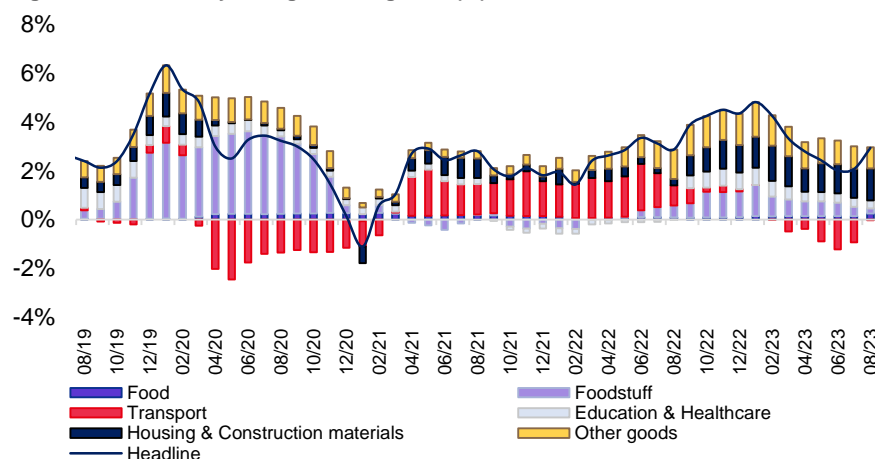 8%
6%
4%
2%
0%
-2%
-4%
08/19 10/19 12/19 02/20 04/20 06/20 08/20 10/20 12/20 02/21 04/21 06/21 08/21 10/21 12/21 02/22 04/22 06/22 08/22 10/22 12/22 02/23 04/23 06/23 08/23
Food Foodstuff
Transport Education & Healthcare
Housing & Construction materials Other goods
Headline